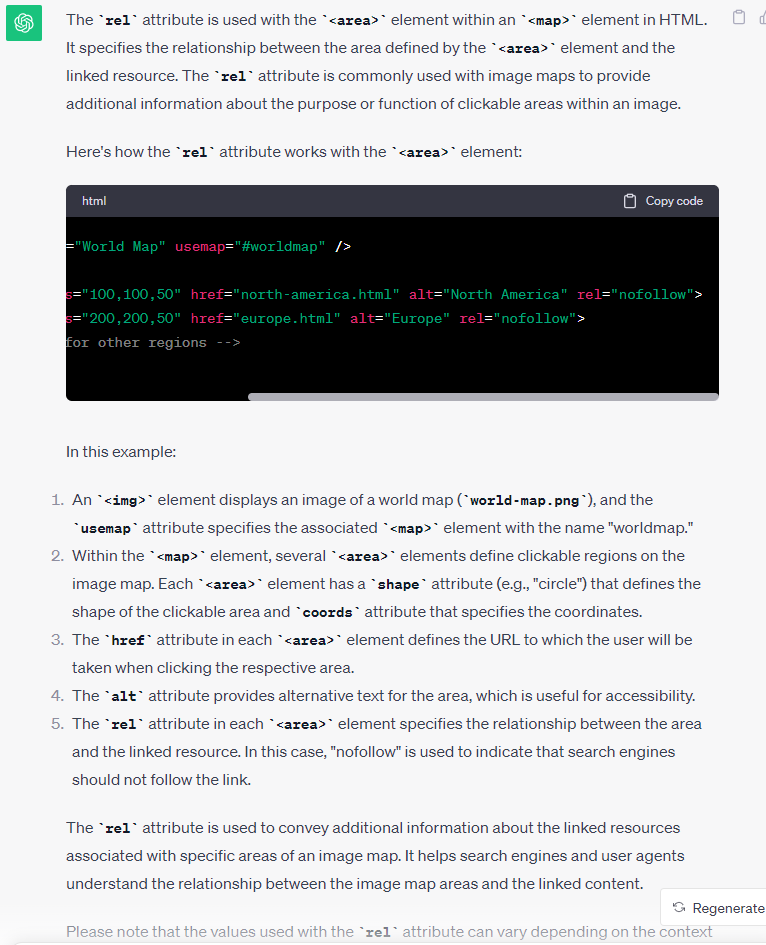 The `rel` attribute is used with the `<area>` element within an `<map>` element in HTML.
It specifies the relationship between the area defined by the `<area>` element and the
linked resource. The `rel` attribute is commonly used with image maps to provide
additional information about the purpose or function of clickable areas within an image.
Here's how the `rel` attribute works with the `<area>` element:
html Copy code
="World Map" usemap="#worldmap" />
s="100,100,50" href="north-america.html" alt="North America" rel="nofollow">
s="200,200,50" href="europe.html" alt="Europe" rel="nofollow">
for other regions -->
In this example:
1. An `<img>` element displays an image of a world map (`world-map.png`), and the
`usemap` attribute specifies the associated `<map>` element with the name "worldmap."
2. Within the `<map>` element, several `<area>` elements define clickable regions on the
image map. Each `<area>` element has a `shape` attribute (e.g., "circle") that defines the
shape of the clickable area and `coords` attribute that specifies the coordinates.
3. The `href` attribute in each `<area>` element defines the URL to which the user will be
taken when clicking the respective area.
4. The `alt` attribute provides alternative text for the area, which is useful for accessibility.
5. The `rel` attribute in each `<area>` element specifies the relationship between the area
and the linked resource. In this case, "nofollow" is used to indicate that search engines
should not follow the link.
The `rel` attribute is used to convey additional information about the linked resources
associated with specific areas of an image map. It helps search engines and user agents
understand the relationship between the image map areas and the linked content.
Regenerate
Please note that the values used with the `rel` attribute can vary depending on the context